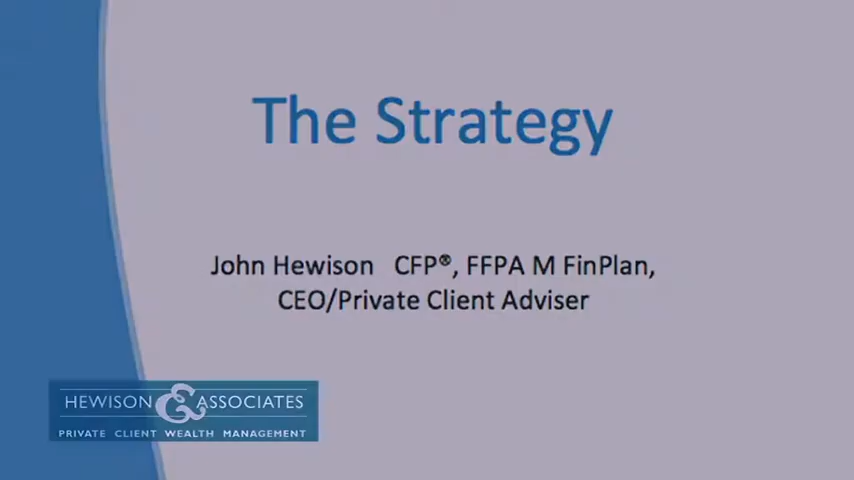 The Strategy
John Hewison CFP®, FFPA M FinPlan,
CEO/Private Client Adviser
HEWISON & ASSOCIATES
PRIVATE CLIENT WEALTH MANAGEMENT